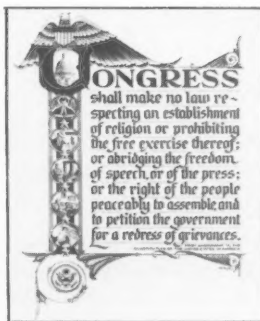 CONGRESS
shall make no law re-
specting an establishment
of religion or prohibiting
the free exercise thereof;
or abridging the freedom
of speech, or of the press;
or the right of the people
peaceably to assemble, and
to petition the government
for a redress of grievances.